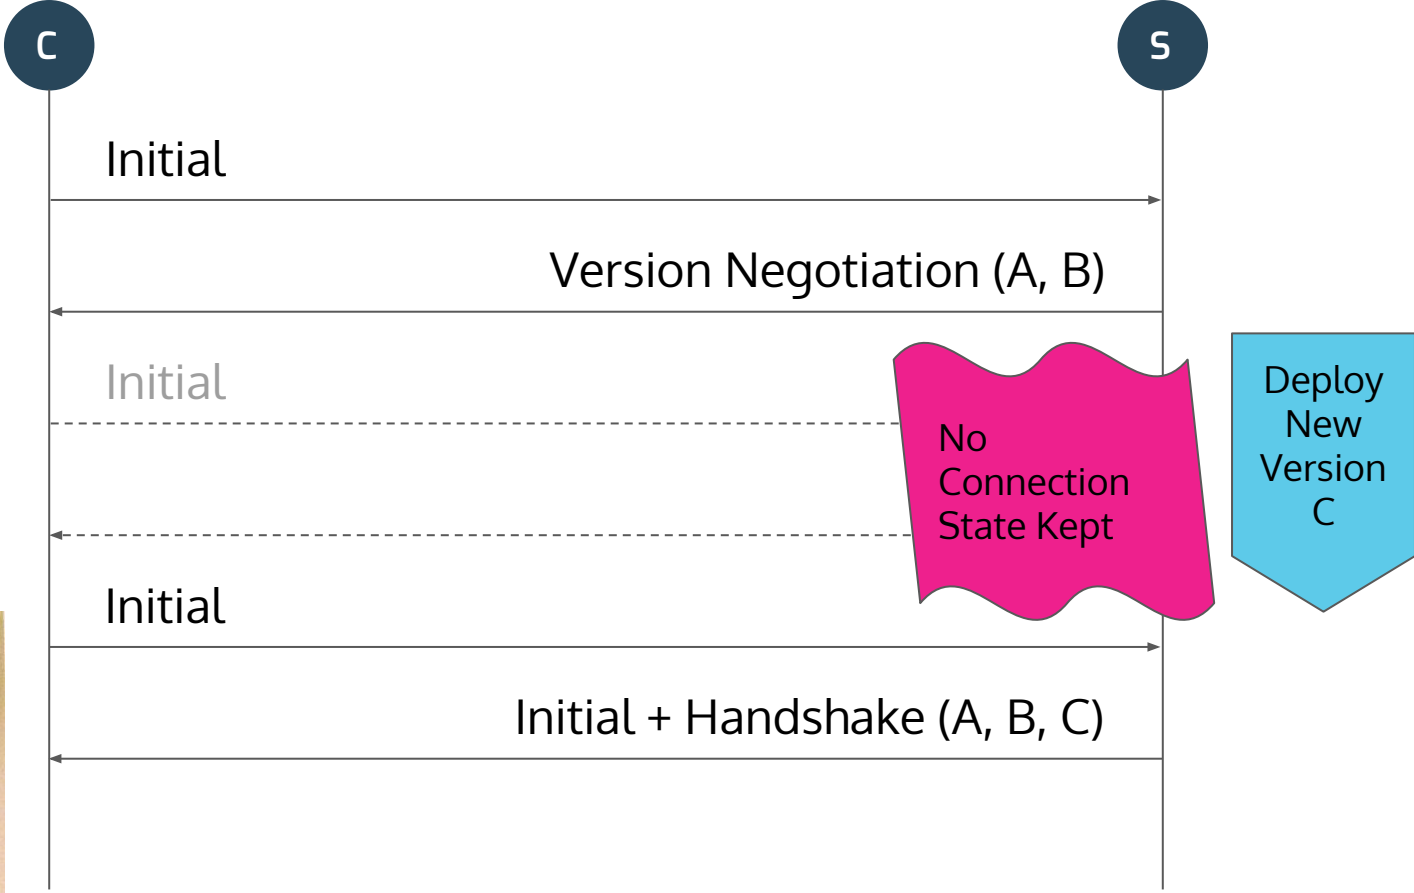 C
S
Initial
Version Negotiation (A, B)
Initial
No
Connection
State Kept
Deploy
New
Version
C
Initial
Initial + Handshake (A, B, C)